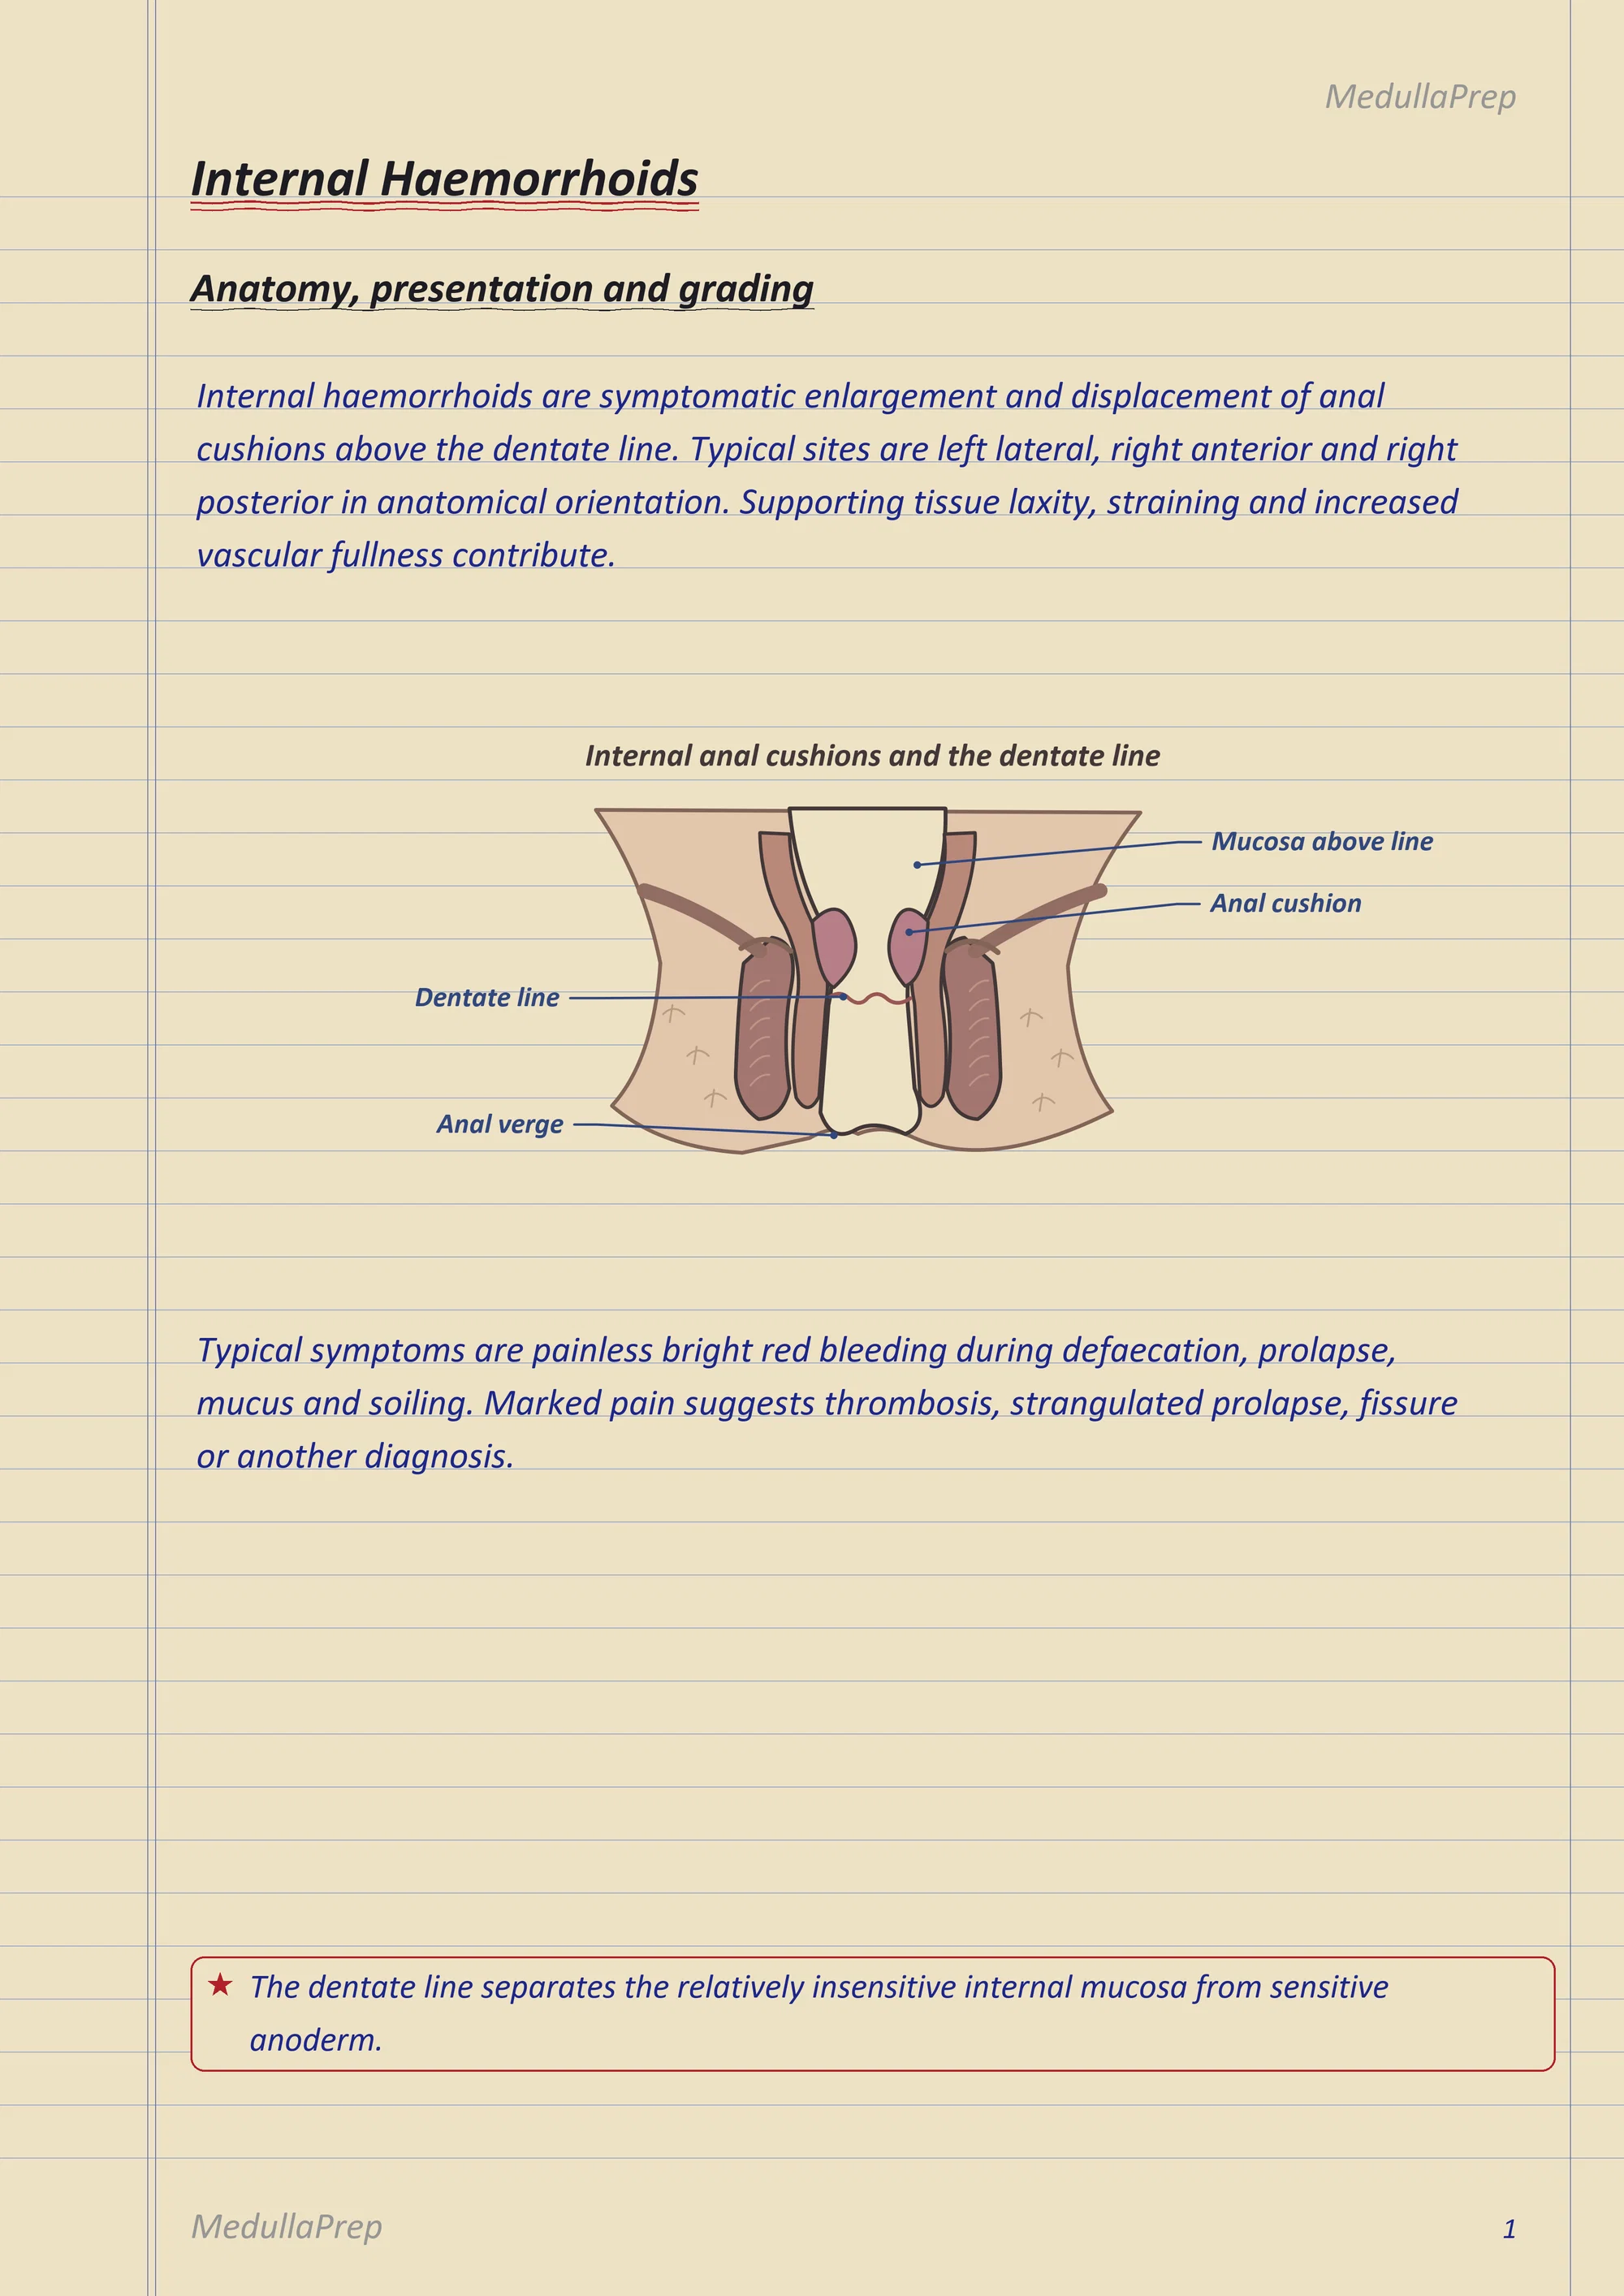 MedullaPrep
Internal Haemorrhoids
Anatomy, presentation and grading
Internal haemorrhoids are symptomatic enlargement and displacement of anal
cushions above the dentate line. Typical sites are left lateral, right anterior and right
posterior in anatomical orientation. Supporting tissue laxity, straining and increased
vascular fullness contribute.
Internal anal cushions and the dentate line
Mucosa above line
Anal cushion
Dentate line
Anal verge
Typical symptoms are painless bright red bleeding during defaecation, prolapse,
mucus and soiling. Marked pain suggests thrombosis, strangulated prolapse, fissure
or another diagnosis.
★ The dentate line separates the relatively insensitive internal mucosa from sensitive
anoderm.
MedullaPrep
1